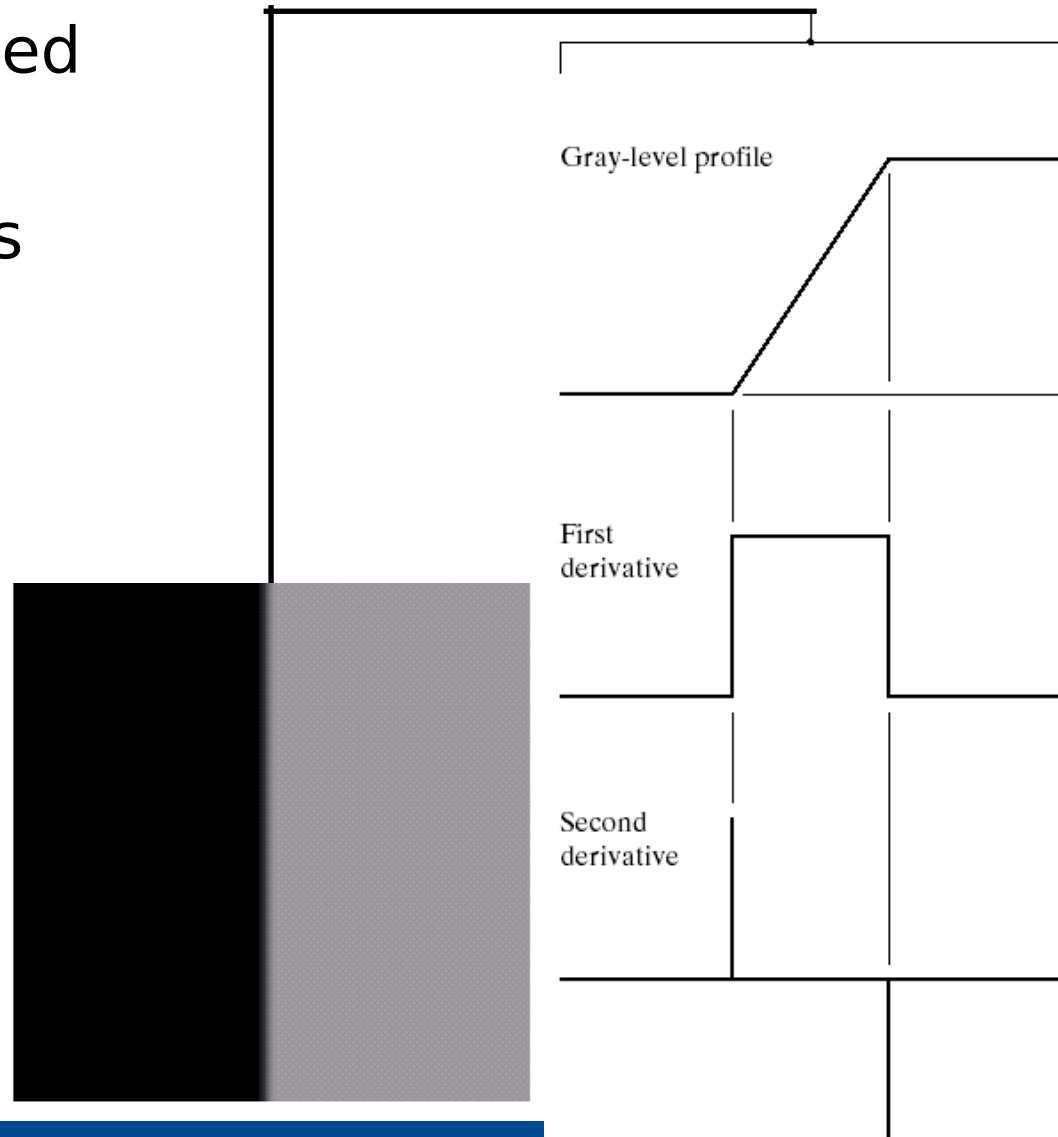 ed
s
Gray-level profile
First
derivative
Second
derivative